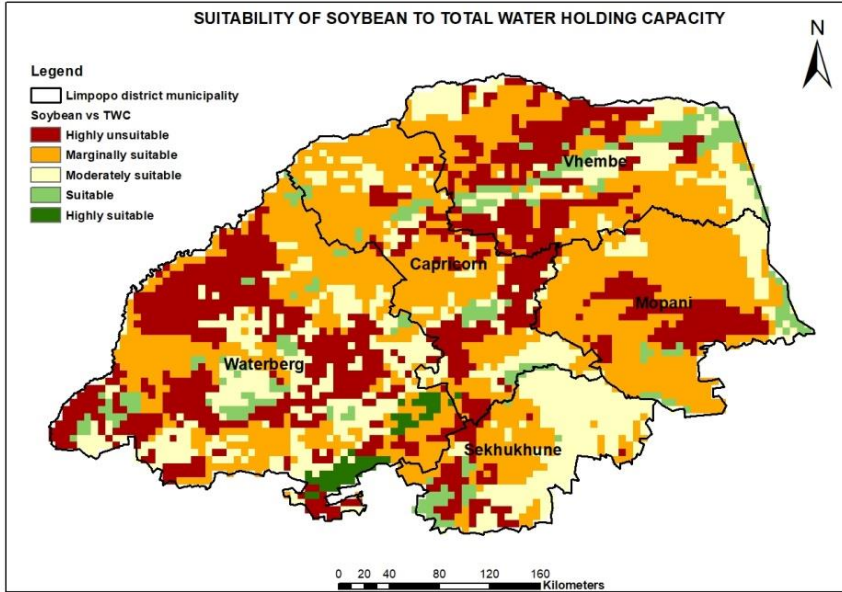 SUITABILITY OF SOYBEAN TO TOTAL WATER HOLDING CAPACITY
N
Legend
Limpopo district municipality
Soybean vs TWC
Highly unsuitable
Marginally suitable
Moderately suitable
Suitable
Highly suitable
Vhembe
Capricorn
Mopani
Waterberg
Sekhukhune
0 20 40 80 120 160
Kilometers